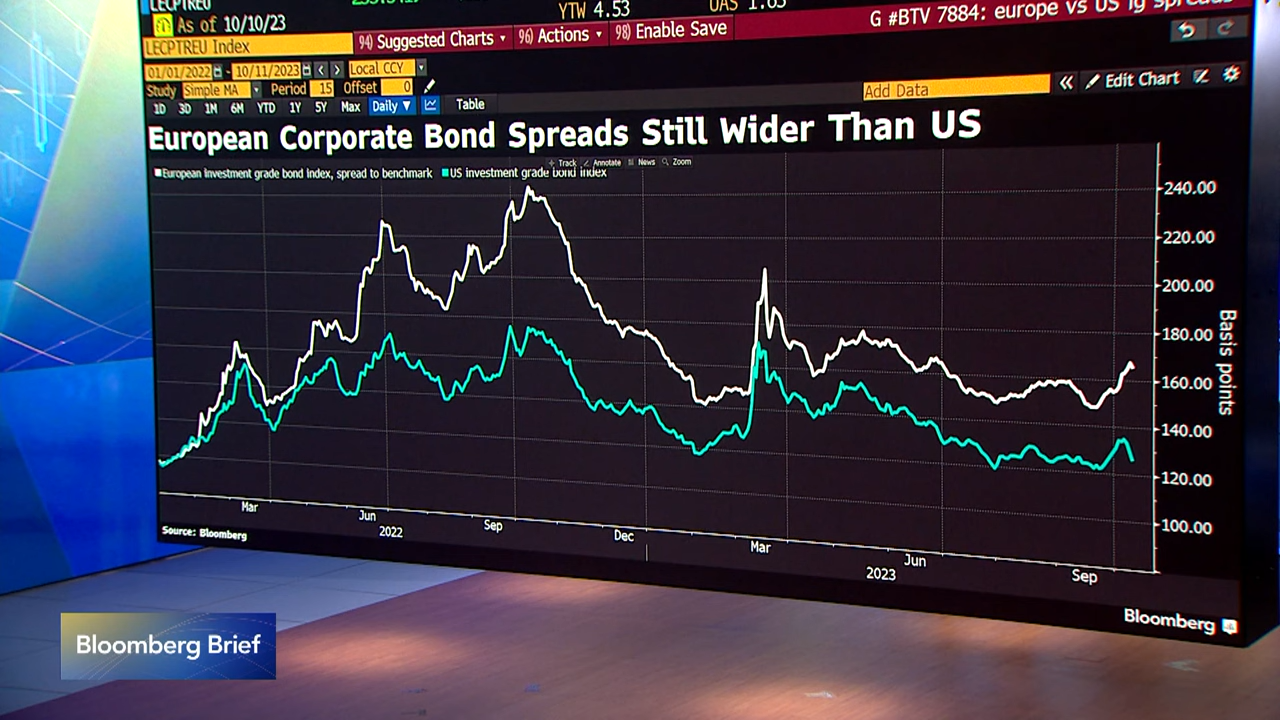 LECPTREU
YTW 4.53
OAS 1.65
As of 10/10/23
G #BTV 7884: europe vs US ig spreads
LECPTREU Index
94) Suggested Charts
96) Actions
98) Enable Save
01/01/2022 - 10/11/2023
Local CCY
Study Simple MA Period 15 Offset 0
Add Data
« Edit Chart
1D 3D 1M 6M YTD 1Y 5Y Max Daily ▼ Table
European Corporate Bond Spreads Still Wider Than US
Track Annotate News Zoom
European investment grade bond index, spread to benchmark US investment grade bond index
240.00
220.00
200.00
180.00
160.00
140.00
120.00
100.00
Basis points
Mar Jun Sep Dec Mar Jun Sep
2022 2023
Source: Bloomberg
Bloomberg
Bloomberg Brief